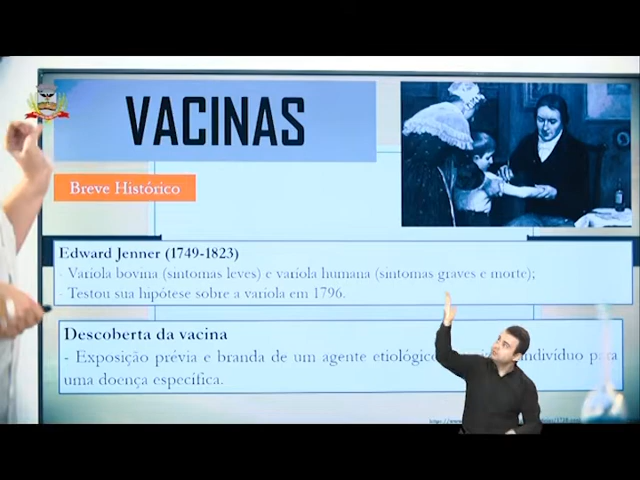 VACINAS
Breve Histórico
Edward Jenner (1749-1823)
- Varíola bovina (sintomas leves) e varíola humana (sintomas graves e morte);
- Testou sua hipótese sobre a varíola em 1796.
Descoberta da vacina
- Exposição prévia e branda de um agente etiológico indivíduo para
uma doença específica.